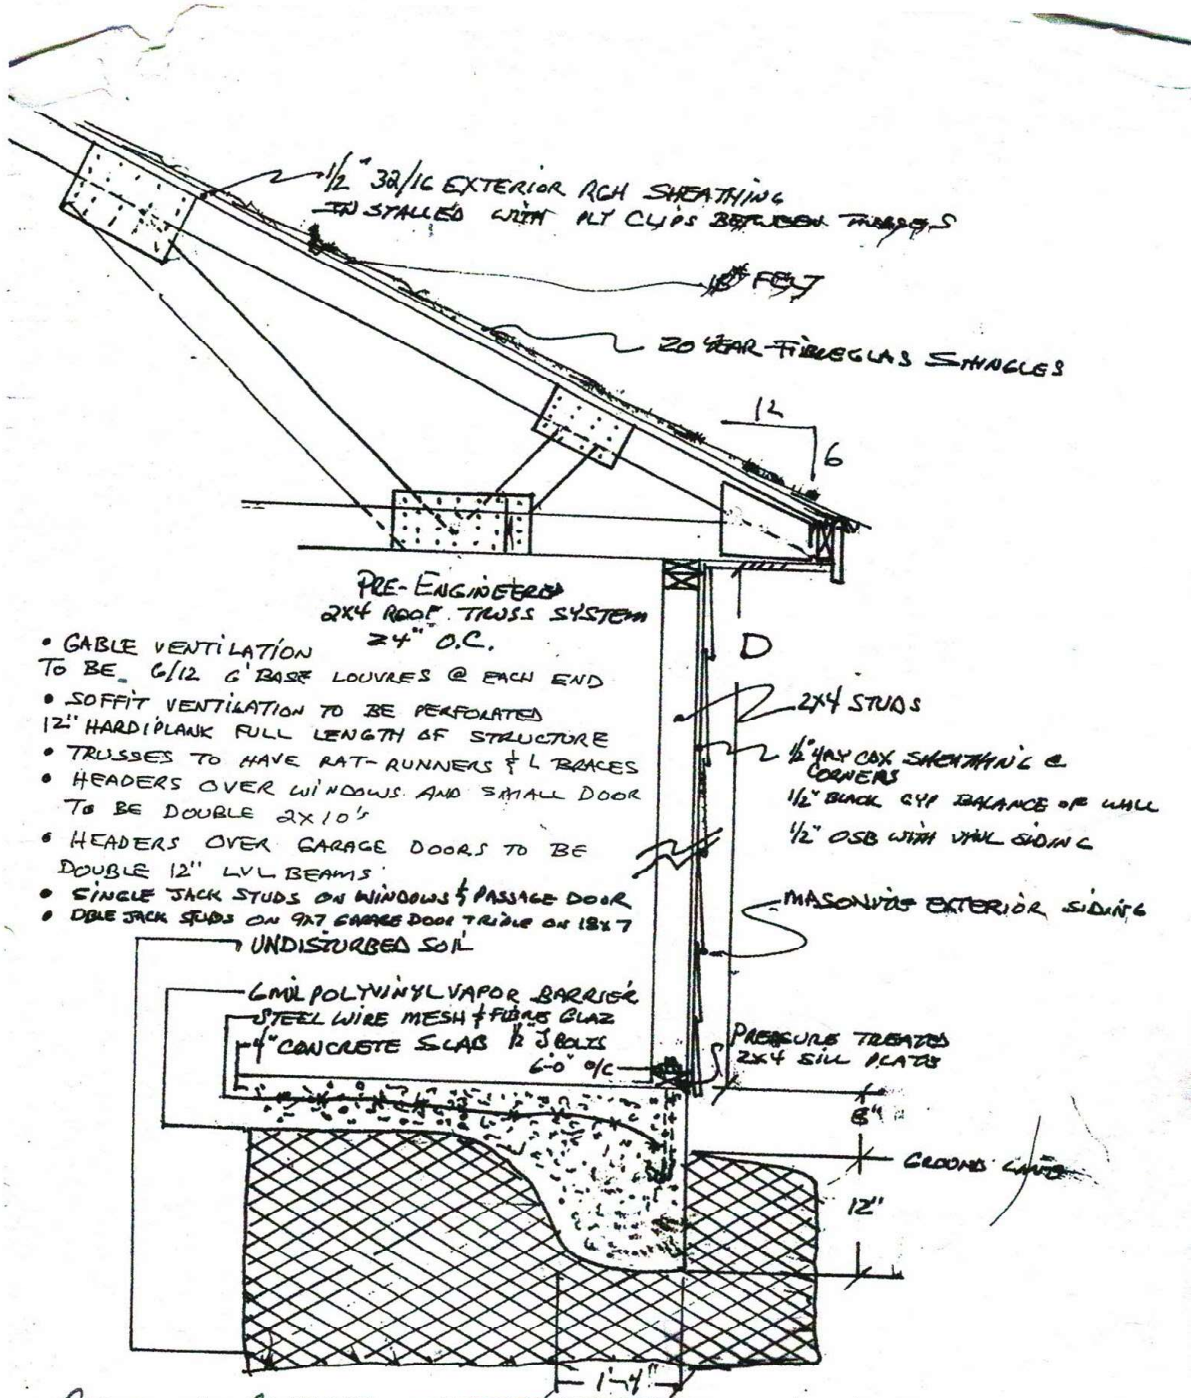 1/2" 32/16 EXTERIOR RGH SHEATHING
INSTALLED WITH PLY CLIPS BETWEEN TRUSSES
FELT
20 YEAR FIBREGLAS SHINGLES
12
6
PRE-ENGINEERED
2X4 ROOF TRUSS SYSTEM
24" O.C.
D
• GABLE VENTILATION
TO BE 6/12 6' BASE LOUVRES @ EACH END
• SOFFIT VENTILATION TO BE PERFORATED
12" HARDIPLANK FULL LENGTH OF STRUCTURE
• TRUSSES TO HAVE RAT-RUNNERS & L BRACES
• HEADERS OVER WINDOWS AND SMALL DOOR
TO BE DOUBLE 2X10's
• HEADERS OVER GARAGE DOORS TO BE
DOUBLE 12" LVL BEAMS
• SINGLE JACK STUDS ON WINDOWS & PASSAGE DOOR
• DBLE JACK STUDS ON 9X7 GARAGE DOOR TRIPLE ON 18X7
2X4 STUDS
1/2" 4PLY CDX SHEATHING @
CORNERS
1/2" BLACK GYP BALANCE OF WALL
1/2" OSB WITH VINL SIDING
MASONITE EXTERIOR SIDING
UNDISTURBED SOIL
6 MIL POLYVINYL VAPOR BARRIER
STEEL WIRE MESH & FIBRE GLAZ
4" CONCRETE SLAB 1/2" J BOLTS
6'-0" O/C
PRESSURE TREATED
2X4 SILL PLATE
8"
GROUND
12"
1'-4"